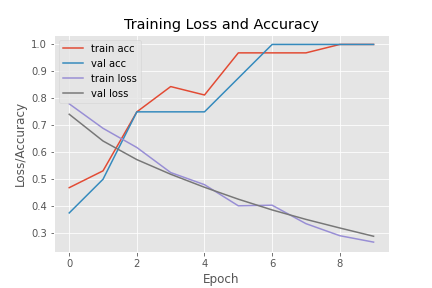 Training Loss and Accuracy
train acc
val acc
train loss
val loss
1.0
0.9
0.8
0.7
0.6
0.5
0.4
0.3
Loss/Accuracy
0 2 4 6 8
Epoch